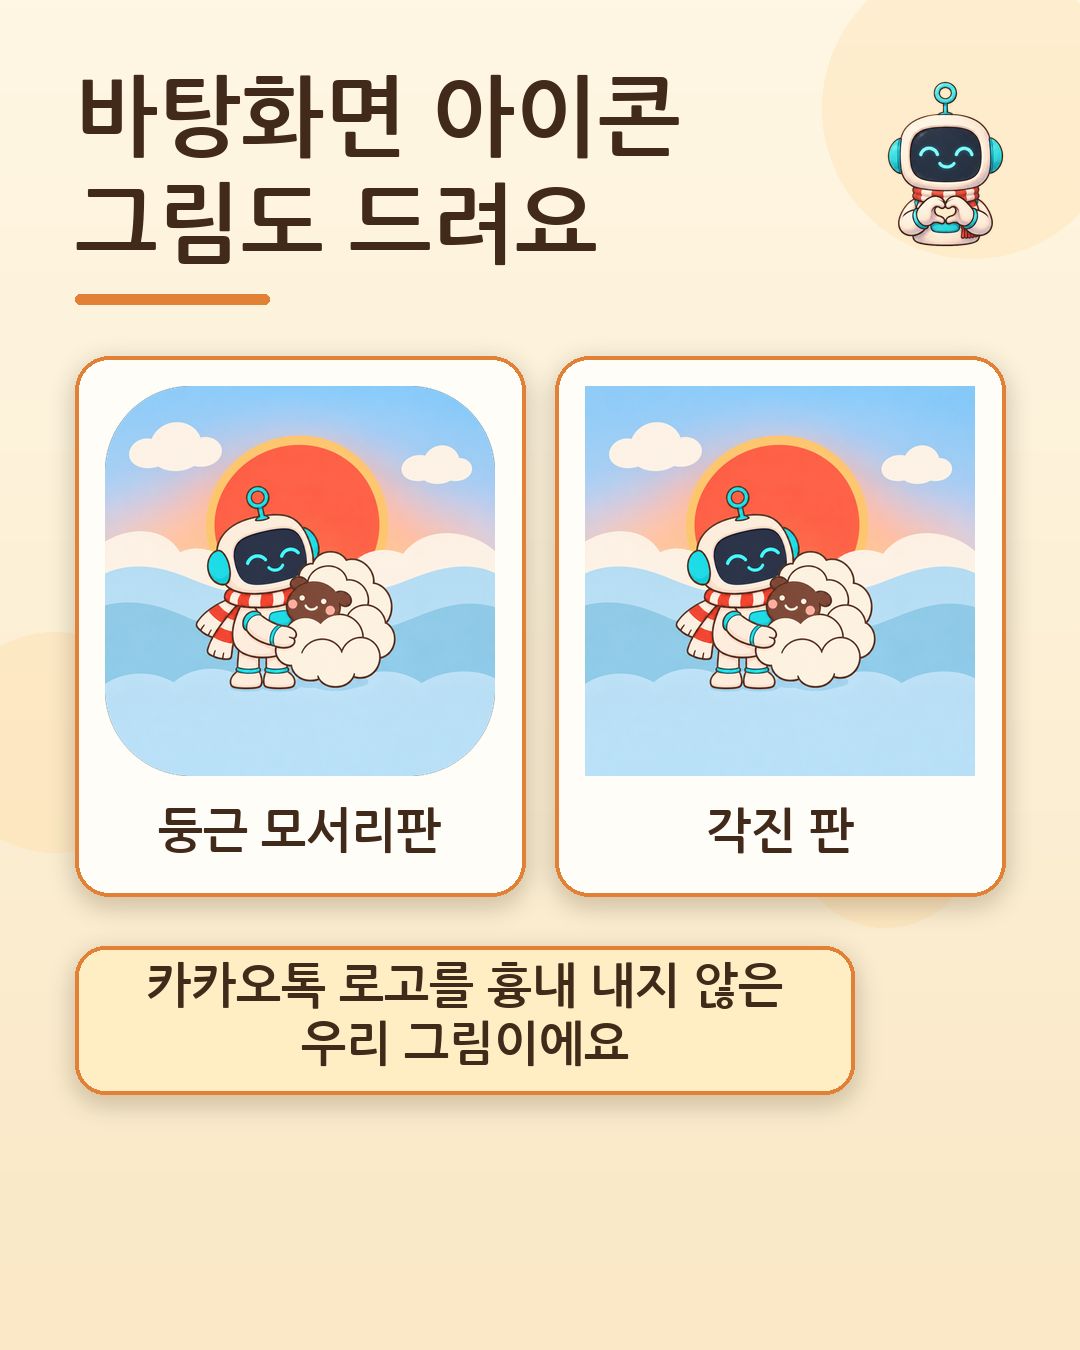 바탕화면 아이콘
그림도 드려요
둥근 모서리판
각진 판
카카오톡 로고를 흉내 내지 않은
우리 그림이에요